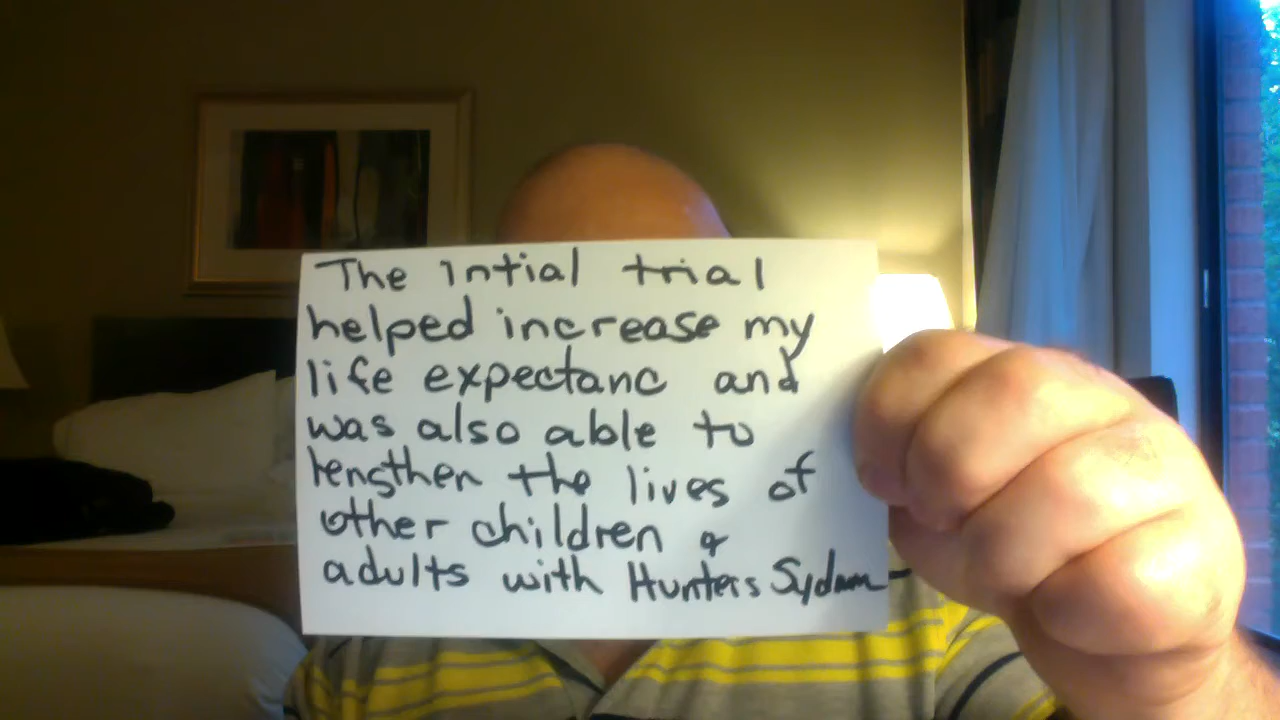 The intial trial
helped increase my
life expectanc and
was also able to
lengthen the lives of
other children &
adults with Hunters Sydrom